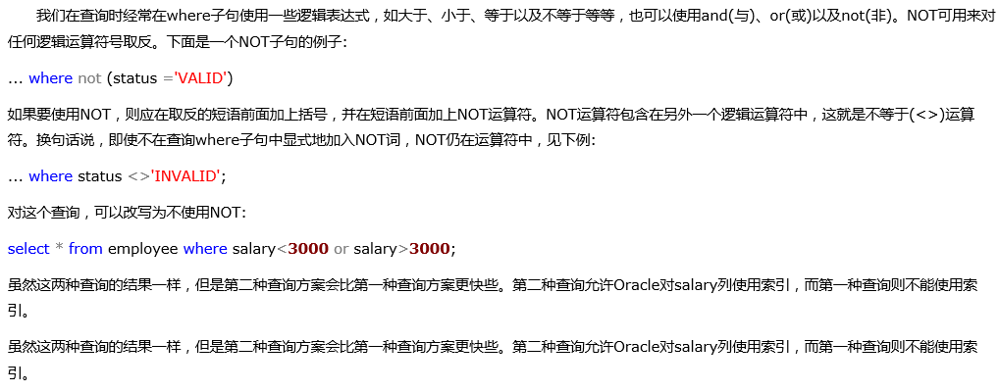 我们在查询时经常在where子句使用一些逻辑表达式，如大于、小于、等于以及不等于等等，也可以使用and(与)、or(或)以及not(非)。NOT可用来对
任何逻辑运算符号取反。下面是一个NOT子句的例子:
... where not (status ='VALID')
如果要使用NOT，则应在取反的短语前面加上括号，并在短语前面加上NOT运算符。NOT运算符包含在另外一个逻辑运算符中，这就是不等于(<>)运算
符。换句话说，即使不在查询where子句中显式地加入NOT词，NOT仍在运算符中，见下例:
... where status <>'INVALID';
对这个查询，可以改写为不使用NOT:
select * from employee where salary<3000 or salary>3000;
虽然这两种查询的结果一样，但是第二种查询方案会比第一种查询方案更快些。第二种查询允许Oracle对salary列使用索引，而第一种查询则不能使用索
引。
虽然这两种查询的结果一样，但是第二种查询方案会比第一种查询方案更快些。第二种查询允许Oracle对salary列使用索引，而第一种查询则不能使用索
引。